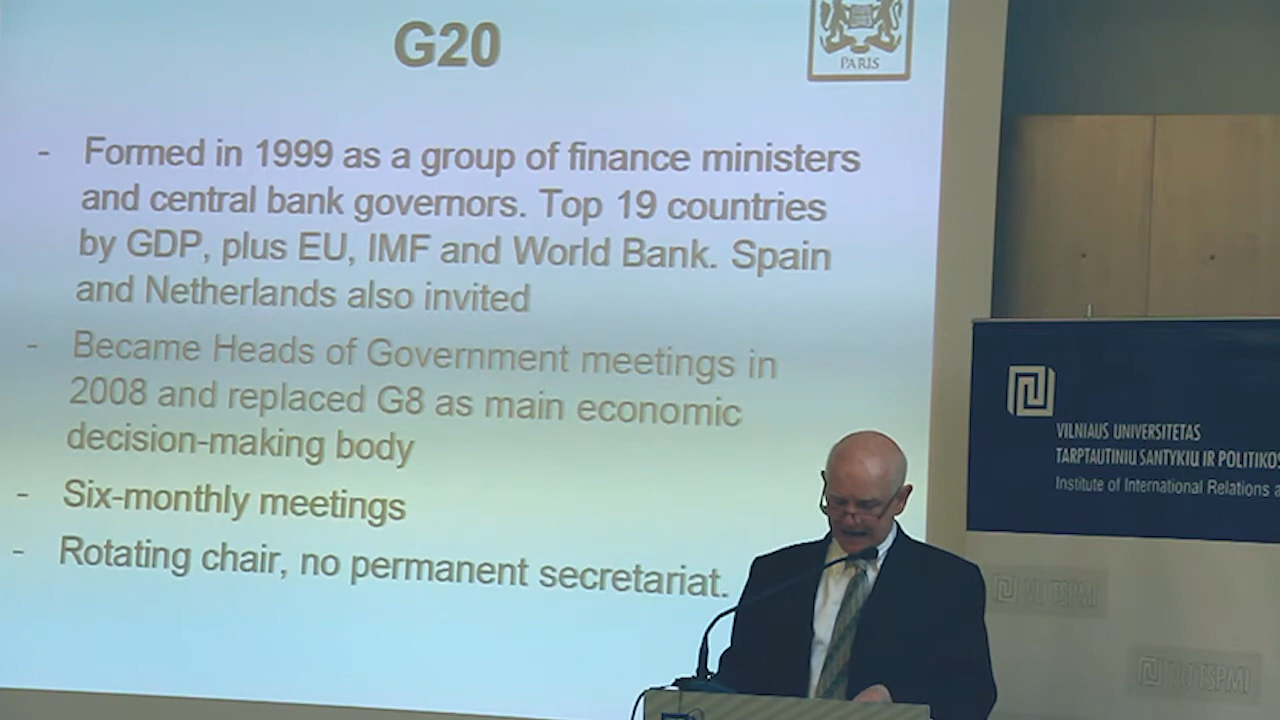 G20
PARIS
- Formed in 1999 as a group of finance ministers
and central bank governors. Top 19 countries
by GDP, plus EU, IMF and World Bank. Spain
and Netherlands also invited
- Became Heads of Government meetings in
2008 and replaced G8 as main economic
decision-making body
- Six-monthly meetings
- Rotating chair, no permanent secretariat.
VILNIAUS UNIVERSITETAS
TARPTAUTINIŲ SANTYKIŲ IR POLITIKOS
Institute of International Relations a
TSPMI
TSPMI